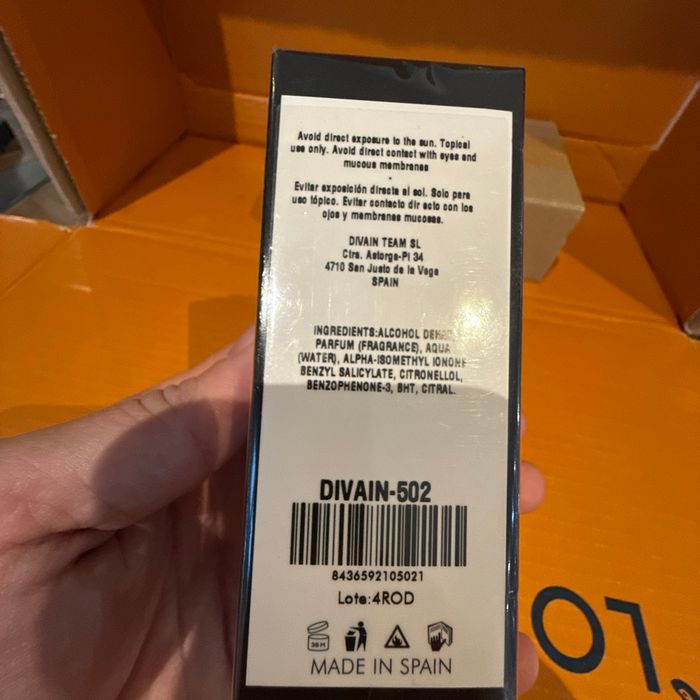 Avoid direct exposure to the sun. Topical
use only. Avoid direct contact with eyes and
mucous membranes
Evitar exposición directa al sol. Solo para
uso tópico. Evitar contacto dir ecto con los
ojos y membranas mucosas.
DIVAIN TEAM SL
Ctra. Astorga-Pl 34
4710 San Justo de la Vega
SPAIN
INGREDIENTS:ALCOHOL
PARFUM (FRAGRANCE), AQUA
(WATER), ALPHA-ISOMETHYL IONONE
BENZYL SALICYLATE, CITRONELLOL,
BENZOPHENONE-3, BHT, CITRAL.
DIVAIN-502
8436592105021
Lote:4ROD
36 M
MADE IN SPAIN